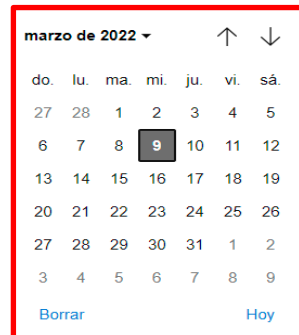 marzo de 2022
do. lu. ma. mi. ju. vi. sá.
27 28 1 2 3 4 5
6 7 8 9 10 11 12
13 14 15 16 17 18 19
20 21 22 23 24 25 26
27 28 29 30 31 1 2
3 4 5 6 7 8 9
Borrar Hoy